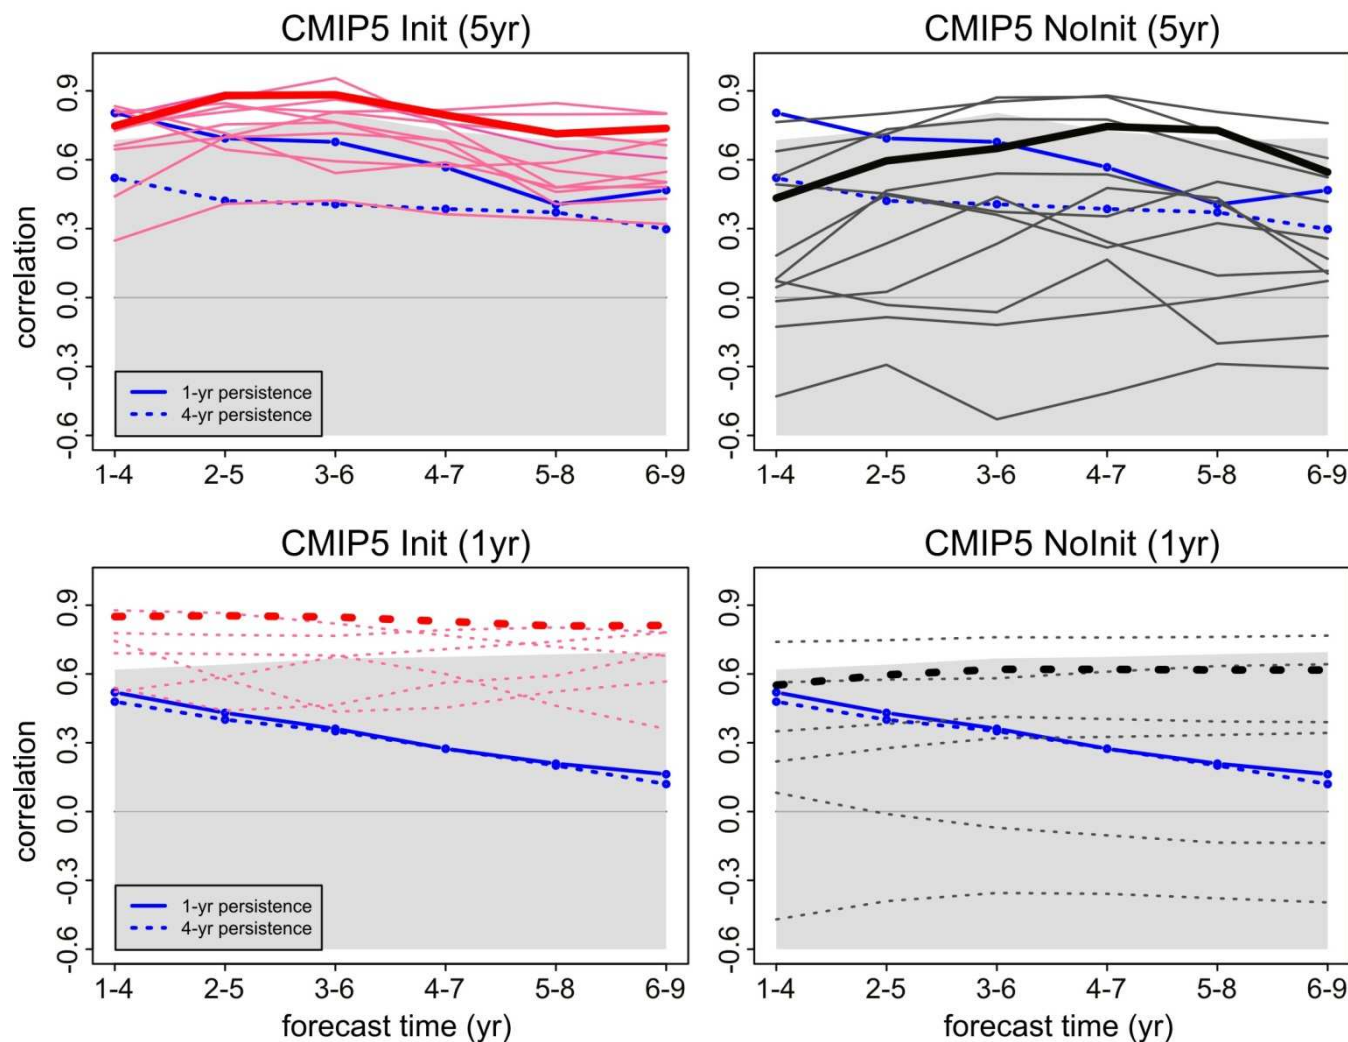 CMIP5 Init (5yr)
CMIP5 NoInit (5yr)
correlation
0.9
0.6
0.3
0.0
-0.3
-0.6
1-yr persistence
4-yr persistence
1-4 2-5 3-6 4-7 5-8 6-9
0.9
0.6
0.3
0.0
-0.3
-0.6
1-4 2-5 3-6 4-7 5-8 6-9
CMIP5 Init (1yr)
CMIP5 NoInit (1yr)
correlation
0.9
0.6
0.3
0.0
-0.3
-0.6
1-yr persistence
4-yr persistence
1-4 2-5 3-6 4-7 5-8 6-9
forecast time (yr)
0.9
0.6
0.3
0.0
-0.3
-0.6
1-4 2-5 3-6 4-7 5-8 6-9
forecast time (yr)